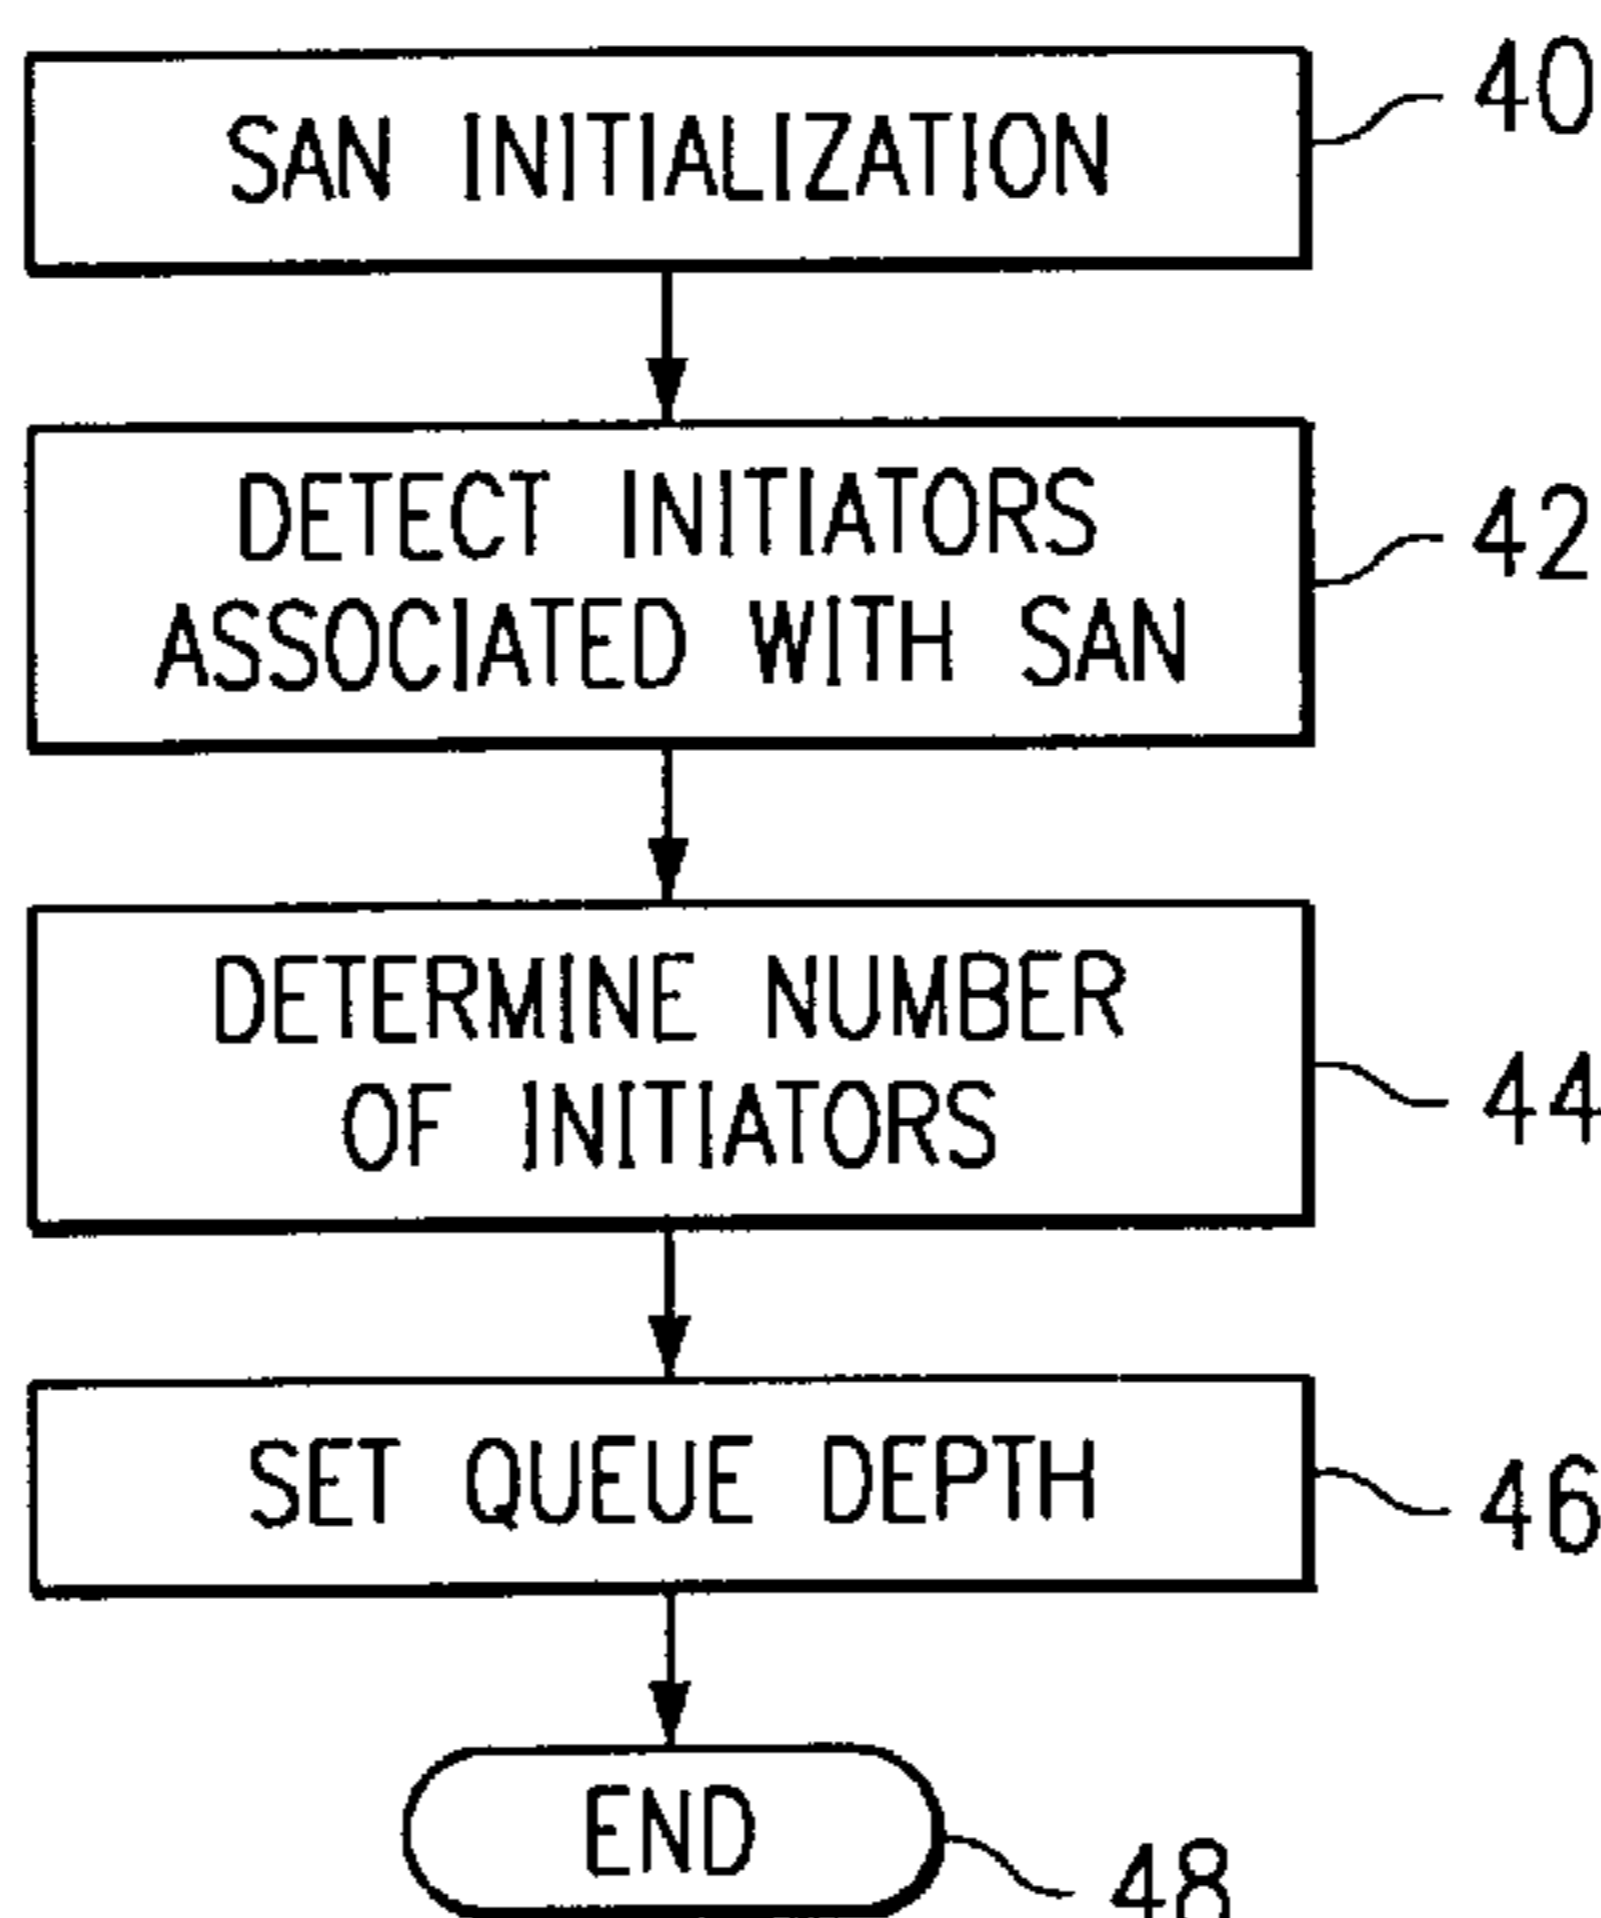 SAN INITIALIZATION
40
DETECT INITIATORS
ASSOCIATED WITH SAN
42
DETERMINE NUMBER
OF INITIATORS
44
SET QUEUE DEPTH
46
END
48